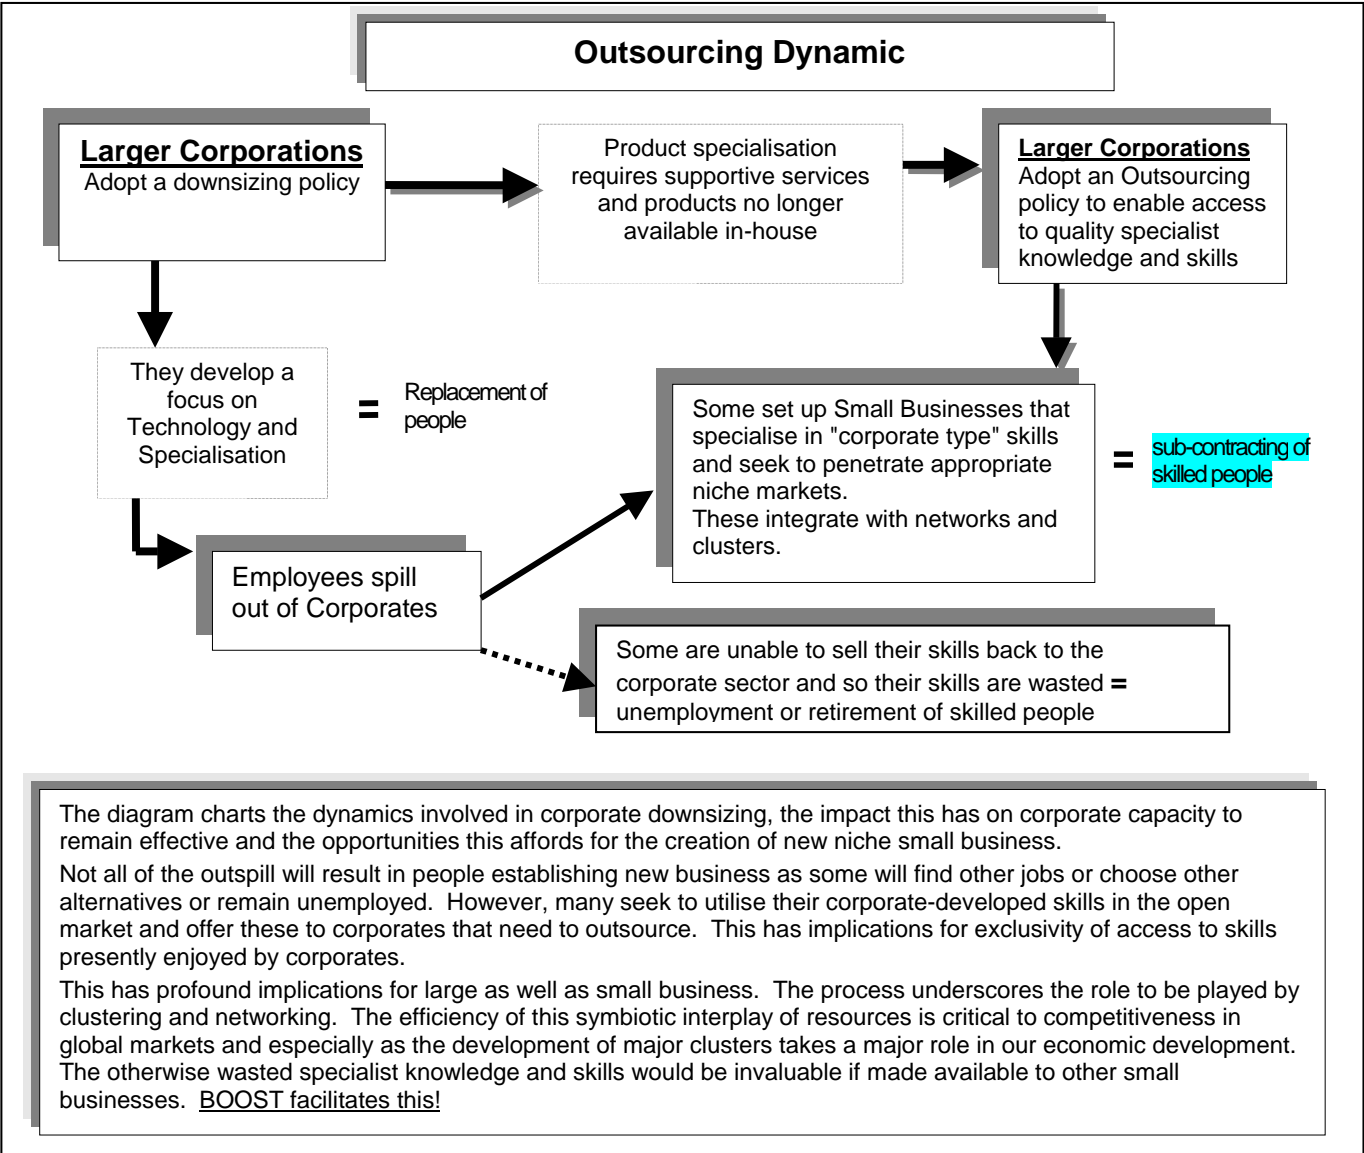 Outsourcing Dynamic
Larger Corporations
Adopt a downsizing policy
Product specialisation
requires supportive services
and products no longer
available in-house
Larger Corporations
Adopt an Outsourcing
policy to enable access
to quality specialist
knowledge and skills
They develop a
focus on
Technology and
Specialisation
=
Replacement of
people
Some set up Small Businesses that
specialise in "corporate type" skills
and seek to penetrate appropriate
niche markets.
These integrate with networks and
clusters.
=
sub-contracting of
skilled people
Employees spill
out of Corporates
Some are unable to sell their skills back to the
corporate sector and so their skills are wasted =
unemployment or retirement of skilled people
The diagram charts the dynamics involved in corporate downsizing, the impact this has on corporate capacity to
remain effective and the opportunities this affords for the creation of new niche small business.
Not all of the outspill will result in people establishing new business as some will find other jobs or choose other
alternatives or remain unemployed.  However, many seek to utilise their corporate-developed skills in the open
market and offer these to corporates that need to outsource.  This has implications for exclusivity of access to skills
presently enjoyed by corporates.
This has profound implications for large as well as small business.  The process underscores the role to be played by
clustering and networking.  The efficiency of this symbiotic interplay of resources is critical to competitiveness in
global markets and especially as the development of major clusters takes a major role in our economic development.
The otherwise wasted specialist knowledge and skills would be invaluable if made available to other small
businesses.  BOOST facilitates this!